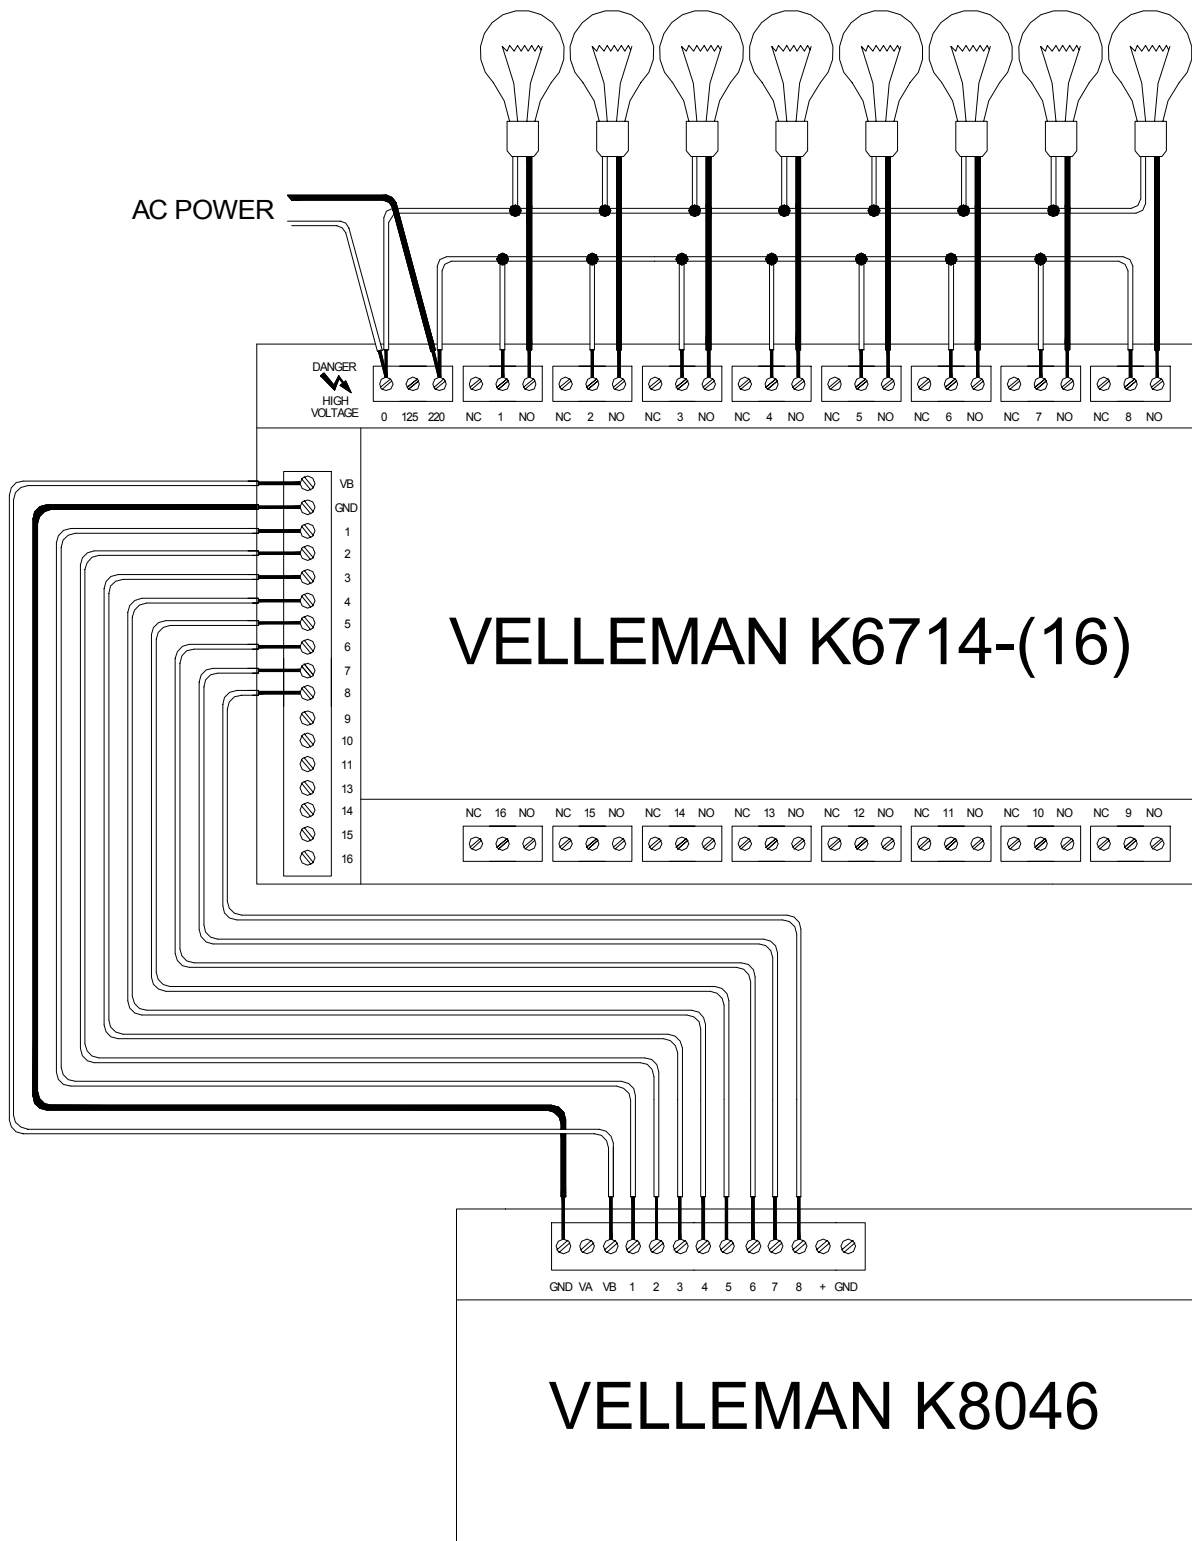 AC POWER
DANGER
HIGH
VOLTAGE
0 125 220 NC 1 NO NC 2 NO NC 3 NO NC 4 NO NC 5 NO NC 6 NO NC 7 NO NC 8 NO
VB
GND
1
2
3
4
5
6
7
8
9
10
11
13
14
15
16
VELLEMAN K6714-(16)
NC 16 NO NC 15 NO NC 14 NO NC 13 NO NC 12 NO NC 11 NO NC 10 NO NC 9 NO
GND VA VB 1 2 3 4 5 6 7 8 + GND
VELLEMAN K8046